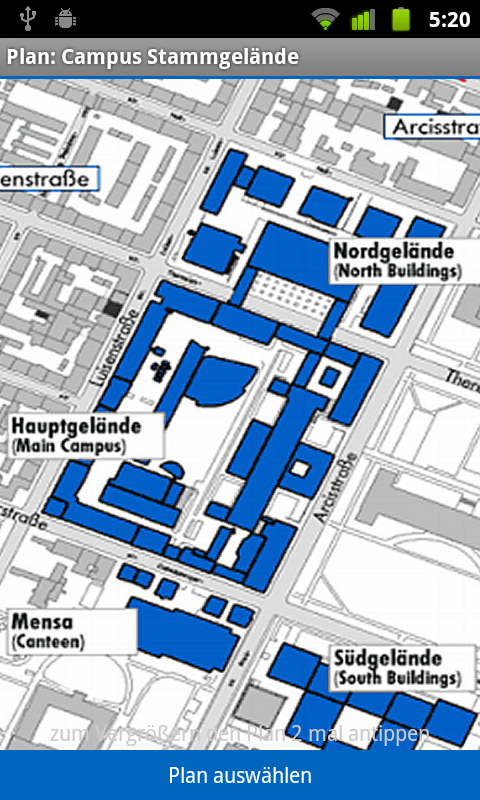 5:20
Plan: Campus Stammgelände
Arcisstra
enstraße
Nordgelände
(North Buildings)
Luisenstraße
There
Hauptgelände
(Main Campus)
Arcisstraße
straße
Mensa
(Canteen)
Südgelände
(South Buildings)
zum Vergrößern den Plan 2 mal antippen
Plan auswählen